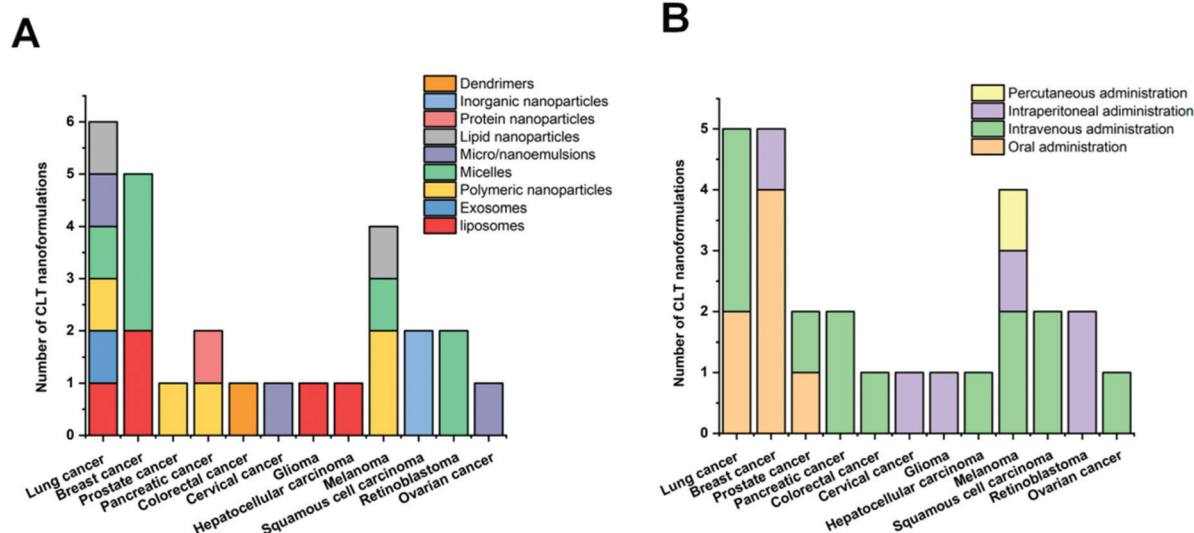 A
Number of CLT nanoformulations
6
5
4
3
2
1
0
Dendrimers
Inorganic nanoparticles
Protein nanoparticles
Lipid nanoparticles
Micro/nanoemulsions
Micelles
Polymeric nanoparticles
Exosomes
liposomes
Lung cancer
Breast cancer
Prostate cancer
Pancreatic cancer
Colorectal cancer
Cervical cancer
Glioma
Hepatocellular carcinoma
Melanoma
Squamous cell carcinoma
Retinoblastoma
Ovarian cancer
B
Number of CLT nanoformulations
5
4
3
2
1
0
Percutaneous administration
Intraperitoneal adiministration
Intravenous administration
Oral administration
Lung cancer
Breast cancer
Prostate cancer
Pancreatic cancer
Colorectal cancer
Cervical cancer
Glioma
Hepatocellular carcinoma
Melanoma
Squamous cell carcinoma
Retinoblastoma
Ovarian cancer